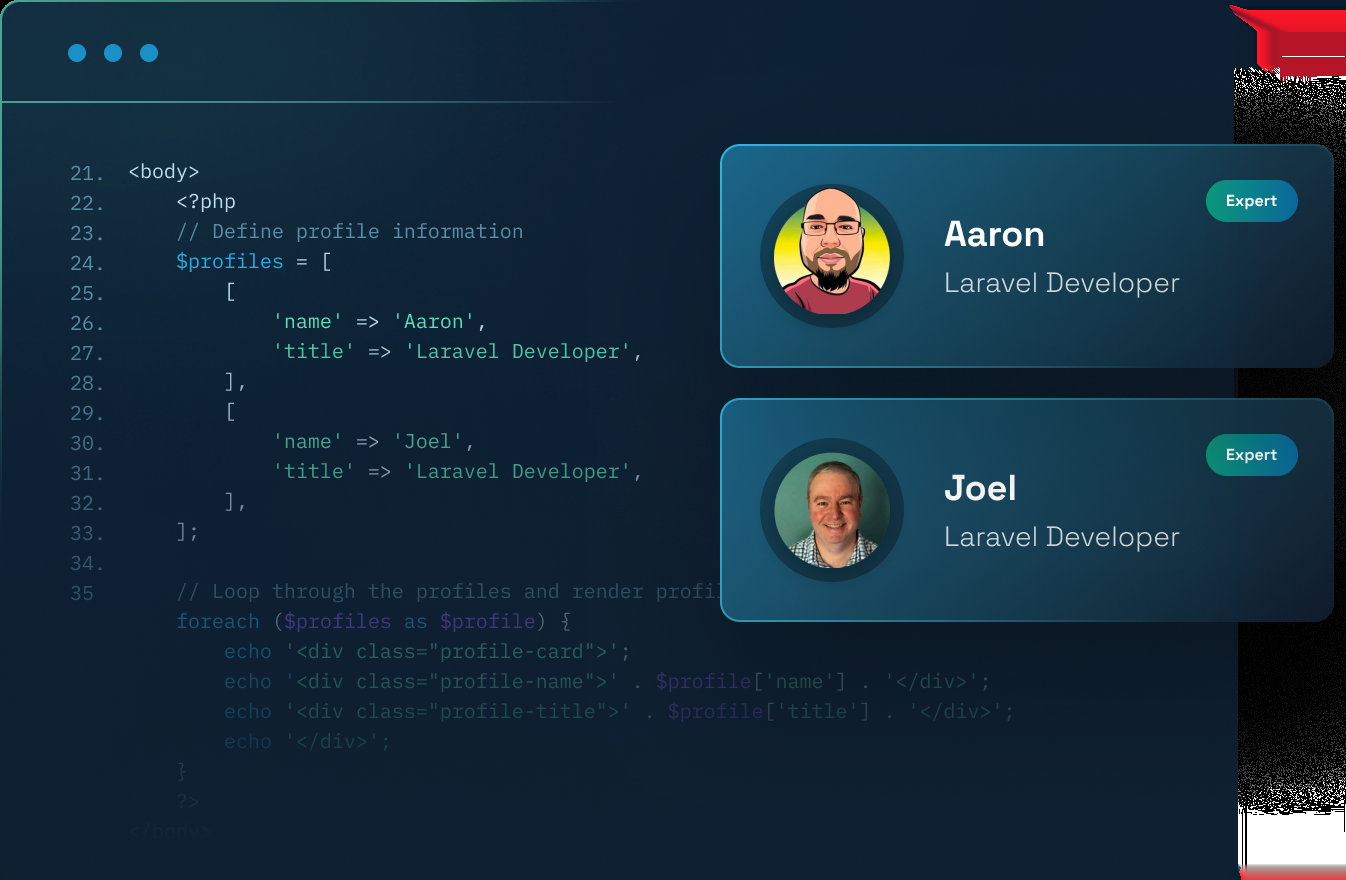 21. <body>
22. <?php
23. // Define profile information
24. $profiles = [
25. [
26. 'name' => 'Aaron',
27. 'title' => 'Laravel Developer',
28. ],
29. [
30. 'name' => 'Joel',
31. 'title' => 'Laravel Developer',
32. ],
33. ];
34.
35 // Loop through the profiles and render profil
foreach ($profiles as $profile) {
echo '<div class="profile-card">';
echo '<div class="profile-name">' . $profile['name'] . '</div>';
echo '<div class="profile-title">' . $profile['title'] . '</div>';
echo '</div>';
}
?>
</body>
Expert
Aaron
Laravel Developer
Expert
Joel
Laravel Developer